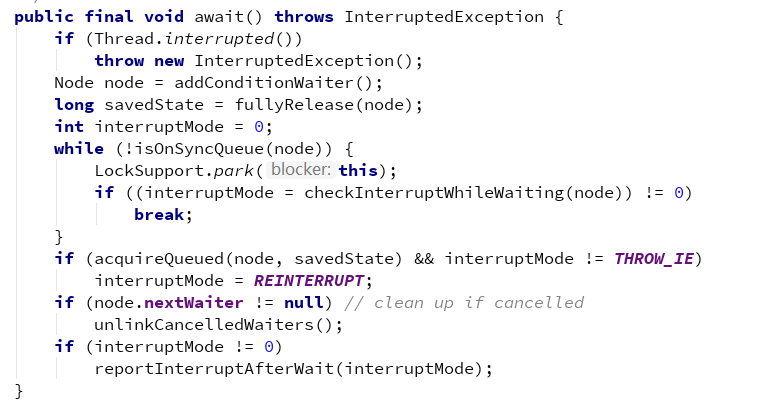 public final void await() throws InterruptedException {
    if (Thread.interrupted())
        throw new InterruptedException();
    Node node = addConditionWaiter();
    long savedState = fullyRelease(node);
    int interruptMode = 0;
    while (!isOnSyncQueue(node)) {
        LockSupport.park( blocker: this);
        if ((interruptMode = checkInterruptWhileWaiting(node)) != 0)
            break;
    }
    if (acquireQueued(node, savedState) && interruptMode != THROW_IE)
        interruptMode = REINTERRUPT;
    if (node.nextWaiter != null) // clean up if cancelled
        unlinkCancelledWaiters();
    if (interruptMode != 0)
        reportInterruptAfterWait(interruptMode);
}